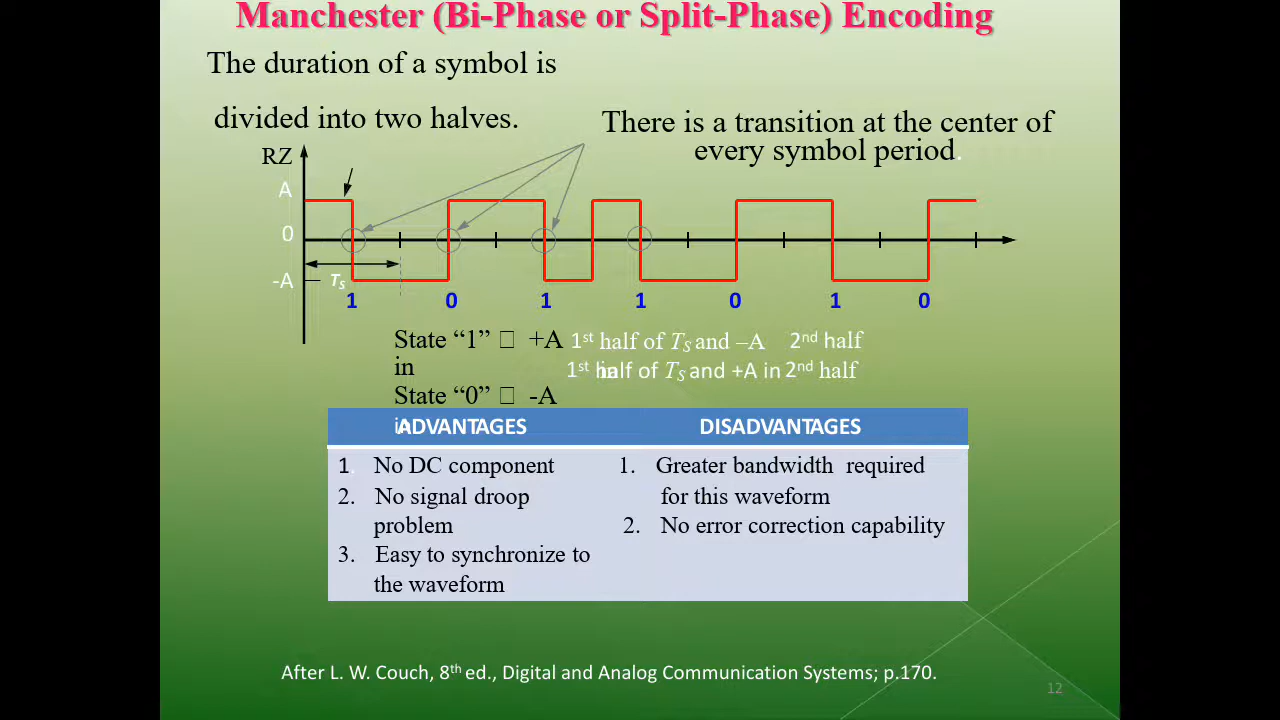 Manchester (Bi-Phase or Split-Phase) Encoding
The duration of a symbol is
divided into two halves.
There is a transition at the center of
every symbol period.
RZ
A
0
-A
TS
1 0 1 1 0 1 0
State “1” □ +A 1st half of TS and –A 2nd half
in
1st half of TS and +A in 2nd half
in
State “0” □ -A
in
ADVANTAGES DISADVANTAGES
1. No DC component
2. No signal droop
problem
3. Easy to synchronize to
the waveform
1. Greater bandwidth required
for this waveform
2. No error correction capability
After L. W. Couch, 8th ed., Digital and Analog Communication Systems; p.170.
12